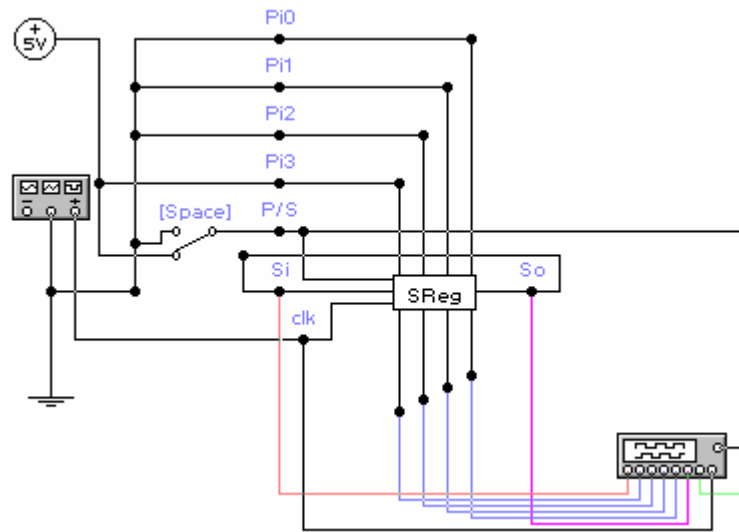 Pi0
+
5V
Pi1
Pi2
Pi3
[Space]
P/S
− +
Si
So
SReg
clk